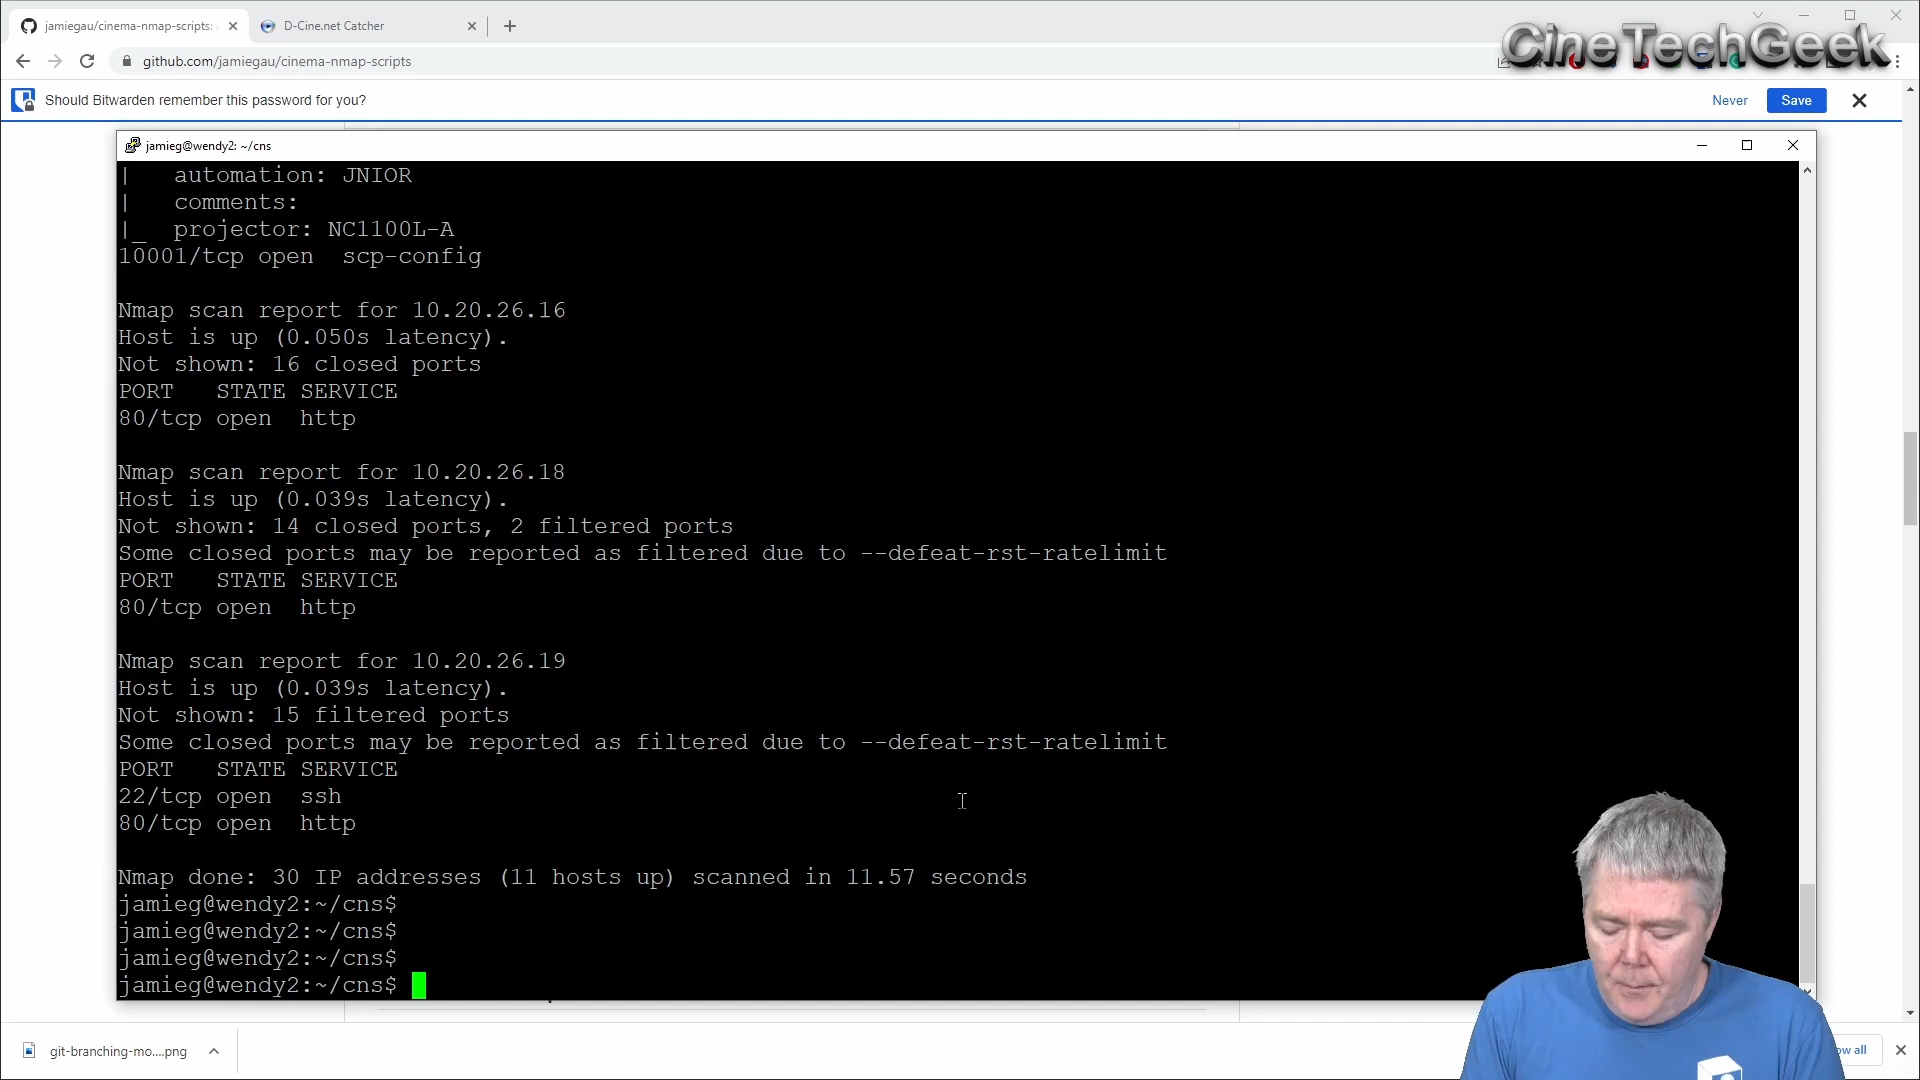 jamiegau/cinema-nmap-scripts:
D-Cine.net Catcher
github.com/jamiegau/cinema-nmap-scripts
CineTechGeek
Should Bitwarden remember this password for you?
Never
Save
jamieg@wendy2: ~/cns
|   automation: JNIOR
|   comments:
|_  projector: NC1100L-A
10001/tcp open  scp-config
Nmap scan report for 10.20.26.16
Host is up (0.050s latency).
Not shown: 16 closed ports
PORT   STATE SERVICE
80/tcp open  http
Nmap scan report for 10.20.26.18
Host is up (0.039s latency).
Not shown: 14 closed ports, 2 filtered ports
Some closed ports may be reported as filtered due to --defeat-rst-ratelimit
PORT   STATE SERVICE
80/tcp open  http
Nmap scan report for 10.20.26.19
Host is up (0.039s latency).
Not shown: 15 filtered ports
Some closed ports may be reported as filtered due to --defeat-rst-ratelimit
PORT   STATE SERVICE
22/tcp open  ssh
80/tcp open  http
Nmap done: 30 IP addresses (11 hosts up) scanned in 11.57 seconds
jamieg@wendy2:~/cns$
jamieg@wendy2:~/cns$
jamieg@wendy2:~/cns$
jamieg@wendy2:~/cns$
git-branching-mo....png
ow all